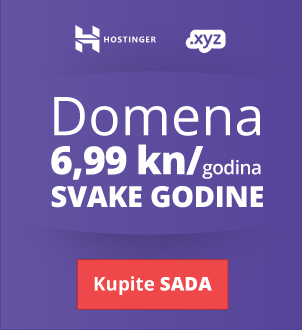 HOSTINGER .xyz
Domena
6,99 kn/godina
SVAKE GODINE
Kupite SADA